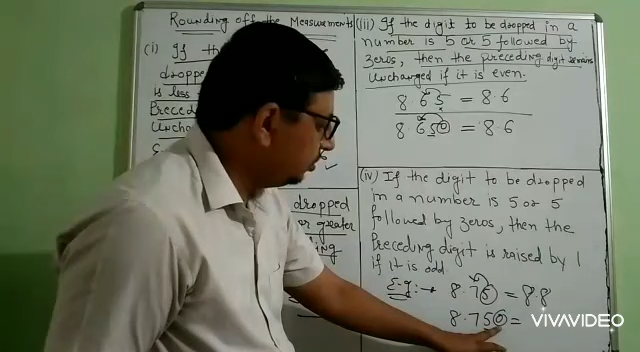 Rounding off the Measurements
(i) If th
dropped
is less
Preced
Unch
E
dropped
or greater
ding
(iii) If the digit to be dropped in a
number is 5 or 5 followed by
zeros, then the preceding digit remains
Unchanged if it is even.
8.65 = 8.6
8.650 = 8.6
(iv) If the digit to be dropped
in a number is 5 or 5
followed by zeros, then the
Preceding digit is raised by 1
if it is odd
E.g:→ 8.75 = 8.8
8.750 =
VIVAVIDEO